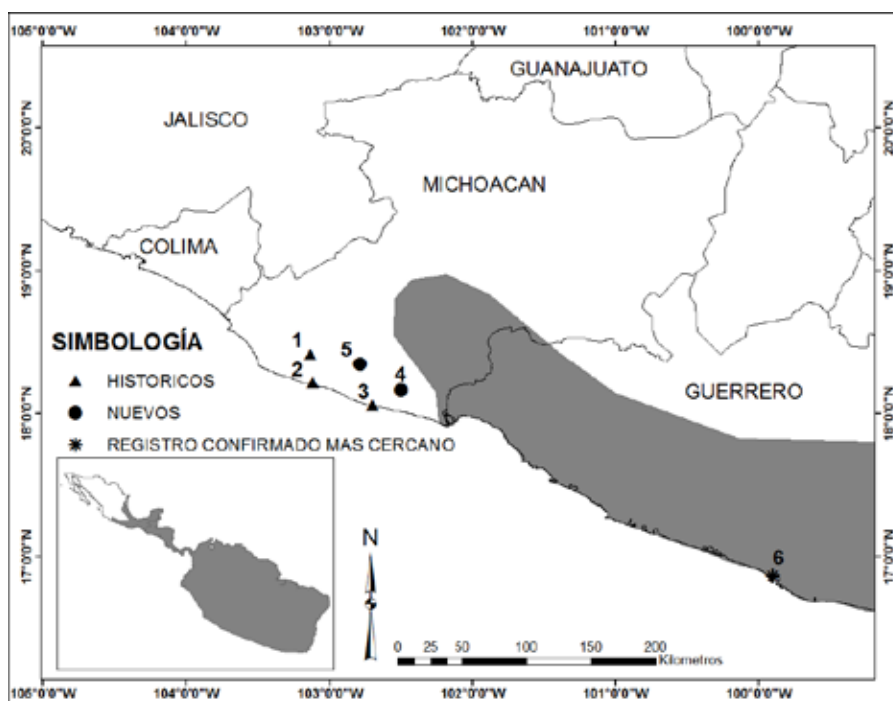 105°0'0"W 104°0'0"W 103°0'0"W 102°0'0"W 101°0'0"W 100°0'0"W
20°0'0"N 20°0'0"N
GUANAJUATO
JALISCO
MICHOACAN
COLIMA
19°0'0"N 19°0'0"N
SIMBOLOGÍA
HISTORICOS
NUEVOS
REGISTRO CONFIRMADO MAS CERCANO
1
5
2
4
3
GUERRERO
18°0'0"N 18°0'0"N
N
6
17°0'0"N 17°0'0"N
0 25 50 100 150 200
Kilometros
105°0'0"W 104°0'0"W 103°0'0"W 102°0'0"W 101°0'0"W 100°0'0"W